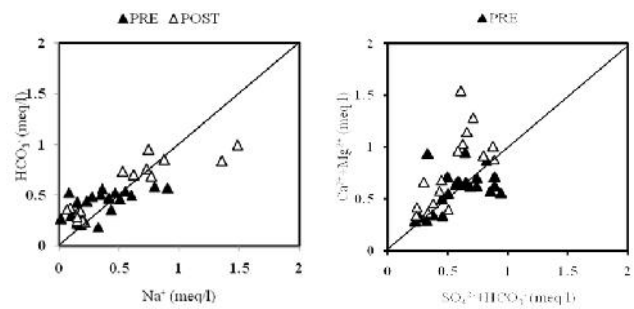 ▲PRE △POST
HCO₃⁻(meq/l)
2
1.5
1
0.5
0
0 0.5 1 1.5 2
Na⁺ (meq/l)
▲PRE
Ca²⁺+Mg²⁺ (meq l)
2
1.5
1
0.5
0
0 0.5 1 1.5 2
SO₄²⁻+HCO₃⁻(meq l)